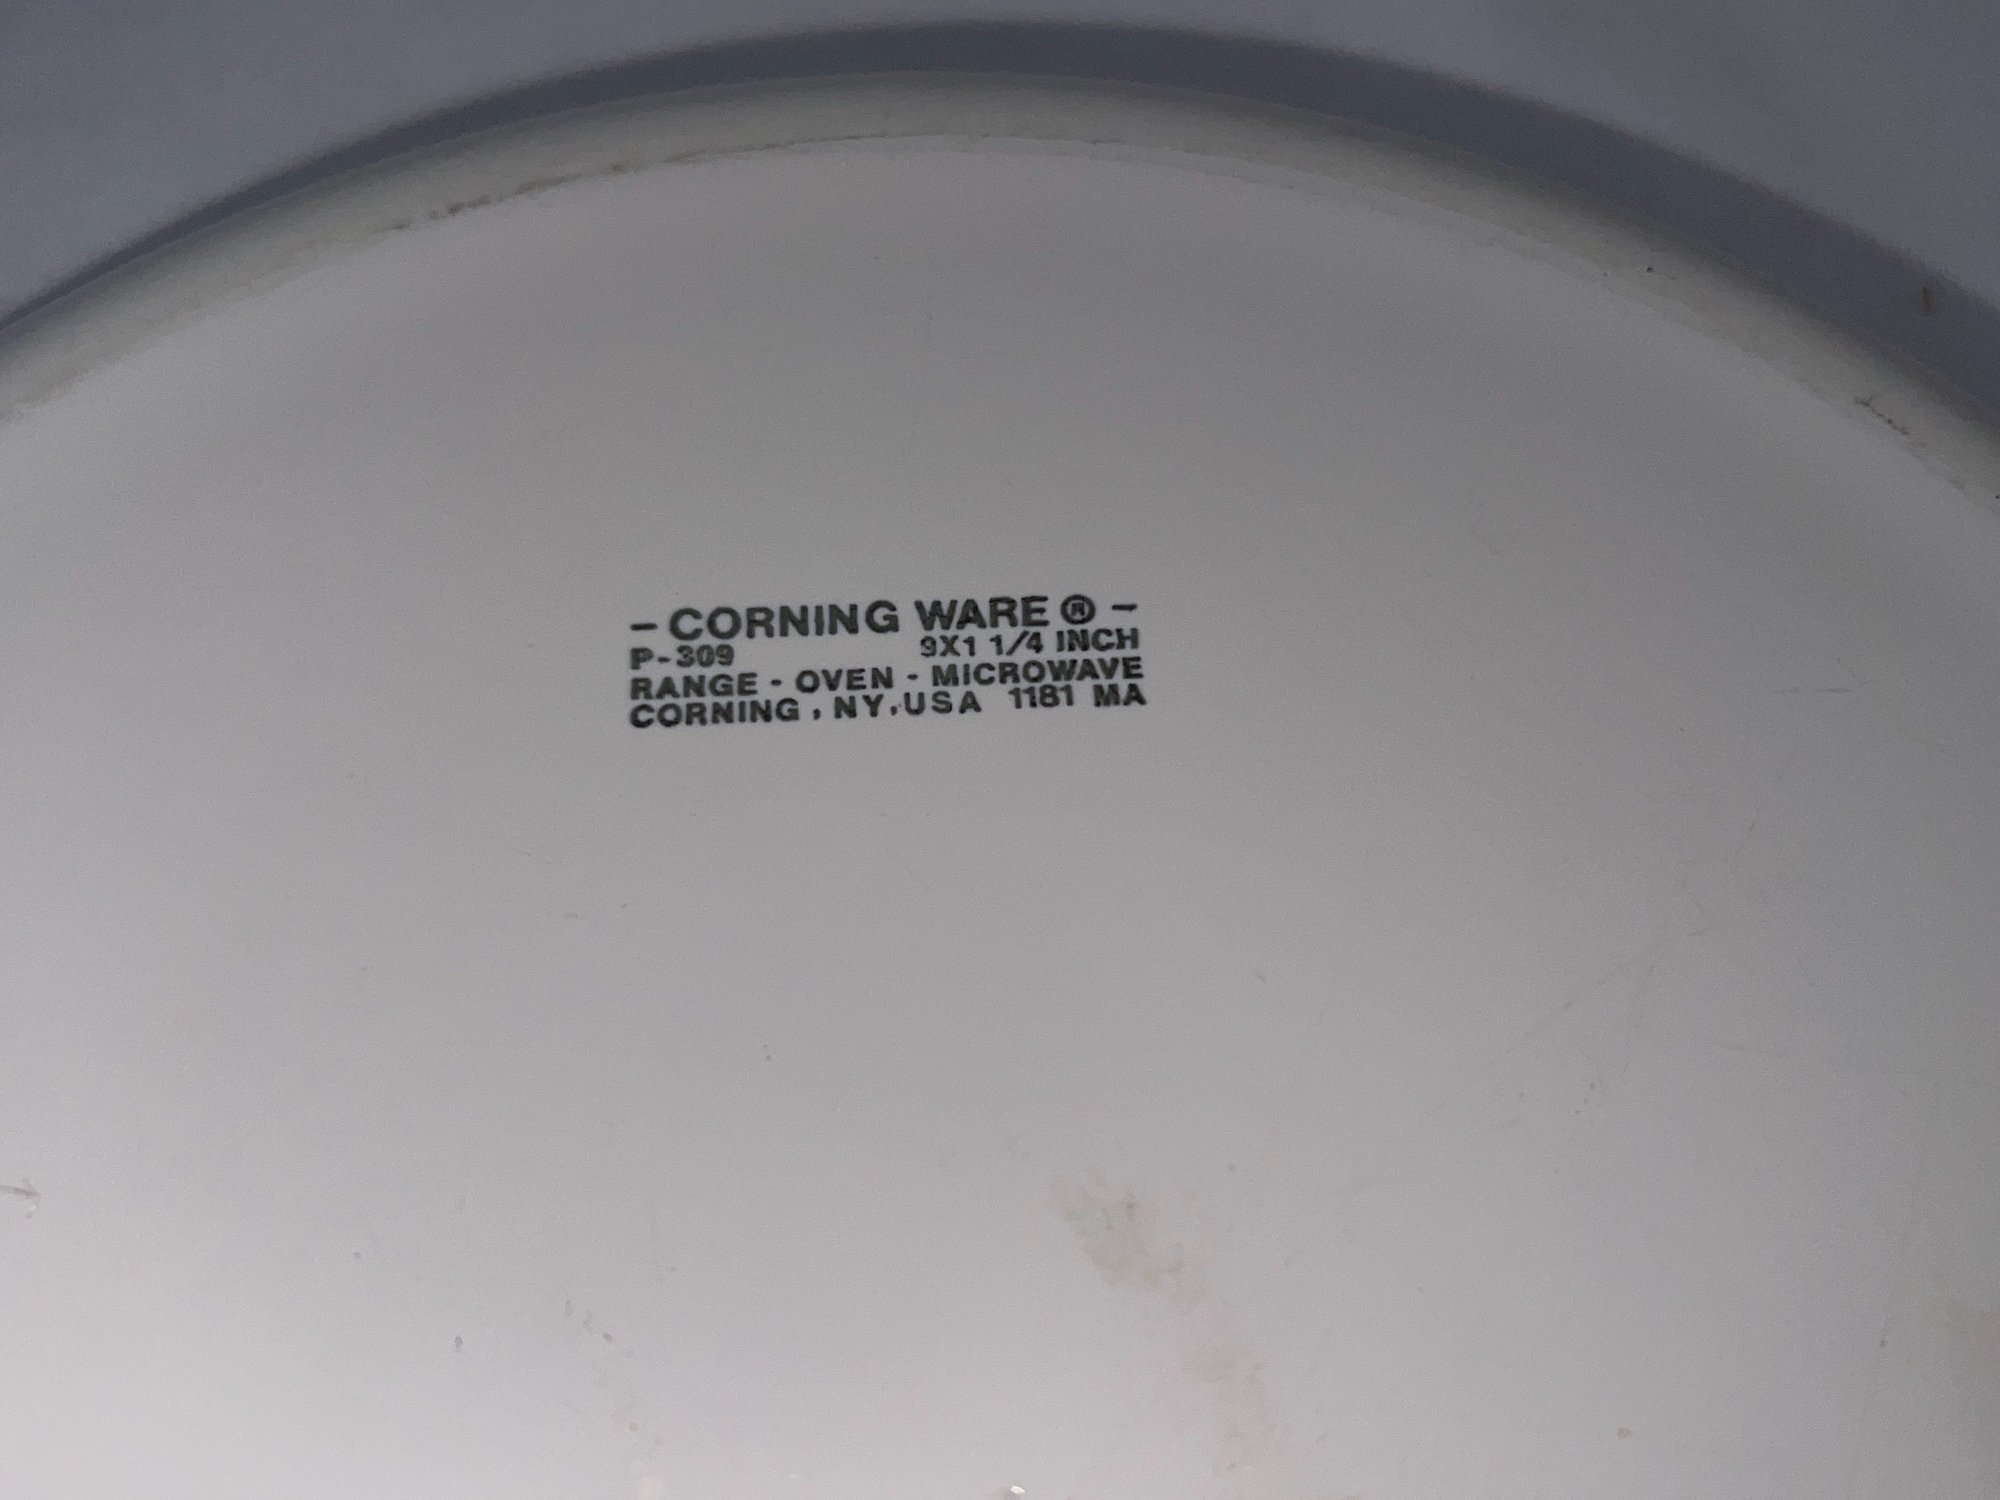 - CORNING WARE ® -
P-309 9X1 1/4 INCH
RANGE - OVEN - MICROWAVE
CORNING, NY, USA 1181 MA